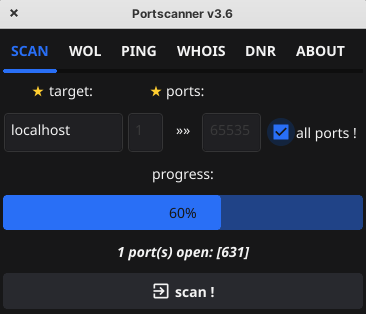 Portscanner v3.6
SCAN WOL PING WHOIS DNR ABOUT
★ target: ★ ports:
localhost 1 »» 65535 all ports !
progress:
60%
1 port(s) open: [631]
scan !